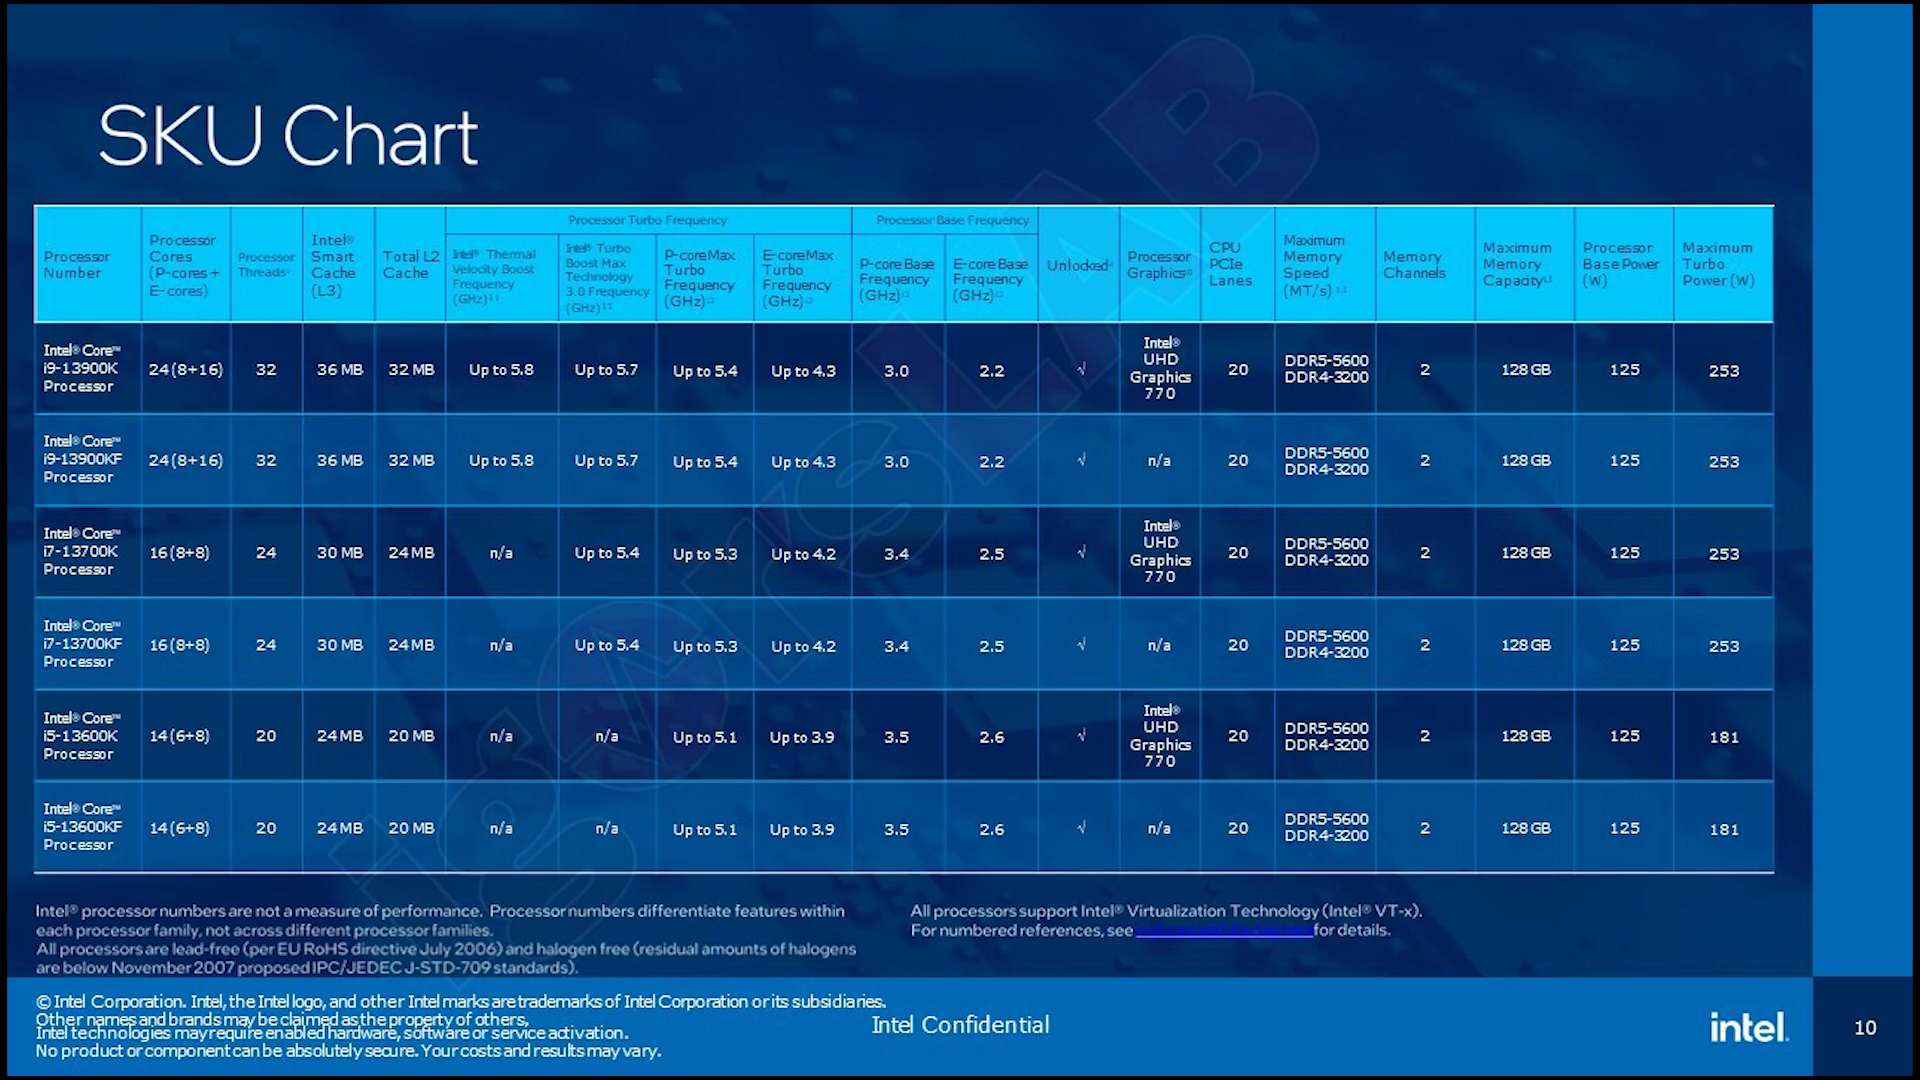 SKU Chart
Processor Turbo Frequency
Processor Base Frequency
Processor
Number
Processor
Cores
(P-cores +
E-cores)
Processor
Threads¹
Intel®
Smart
Cache
(L3)
Total L2
Cache
Intel® Thermal
Velocity Boost
Frequency
(GHz)¹¹
Intel® Turbo
Boost Max
Technology
3.0 Frequency
(GHz)¹¹
P-core Max
Turbo
Frequency
(GHz)¹²
E-core Max
Turbo
Frequency
(GHz)¹²
P-core Base
Frequency
(GHz)¹²
E-core Base
Frequency
(GHz)¹²
Unlocked⁴
Processor
Graphics¹⁰
CPU
PCIe
Lanes
Maximum
Memory
Speed
(MT/s) ¹³
Memory
Channels
Maximum
Memory
Capacity¹³
Processor
Base Power
(W)
Maximum
Turbo
Power (W)
Intel® Core™
i9-13900K
Processor
24 (8+16)
32
36 MB
32 MB
Up to 5.8
Up to 5.7
Up to 5.4
Up to 4.3
3.0
2.2
√
Intel®
UHD
Graphics
770
20
DDR5-5600
DDR4-3200
2
128 GB
125
253
Intel® Core™
i9-13900KF
Processor
24 (8+16)
32
36 MB
32 MB
Up to 5.8
Up to 5.7
Up to 5.4
Up to 4.3
3.0
2.2
√
n/a
20
DDR5-5600
DDR4-3200
2
128 GB
125
253
Intel® Core™
i7-13700K
Processor
16 (8+8)
24
30 MB
24 MB
n/a
Up to 5.4
Up to 5.3
Up to 4.2
3.4
2.5
√
Intel®
UHD
Graphics
770
20
DDR5-5600
DDR4-3200
2
128 GB
125
253
Intel® Core™
i7-13700KF
Processor
16 (8+8)
24
30 MB
24 MB
n/a
Up to 5.4
Up to 5.3
Up to 4.2
3.4
2.5
√
n/a
20
DDR5-5600
DDR4-3200
2
128 GB
125
253
Intel® Core™
i5-13600K
Processor
14 (6+8)
20
24 MB
20 MB
n/a
n/a
Up to 5.1
Up to 3.9
3.5
2.6
√
Intel®
UHD
Graphics
770
20
DDR5-5600
DDR4-3200
2
128 GB
125
181
Intel® Core™
i5-13600KF
Processor
14 (6+8)
20
24 MB
20 MB
n/a
n/a
Up to 5.1
Up to 3.9
3.5
2.6
√
n/a
20
DDR5-5600
DDR4-3200
2
128 GB
125
181
igor'sLAB
Intel® processor numbers are not a measure of performance. Processor numbers differentiate features within
each processor family, not across different processor families.
All processors are lead-free (per EU RoHS directive July 2006) and halogen free (residual amounts of halogens
are below November 2007 proposed IPC/JEDEC J-STD-709 standards).
All processors support Intel® Virtualization Technology (Intel® VT-x).
For numbered references, see for details.
© Intel Corporation. Intel, the Intel logo, and other Intel marks are trademarks of Intel Corporation or its subsidiaries.
Other names and brands may be claimed as the property of others,
Intel technologies may require enabled hardware, software or service activation.
No product or component can be absolutely secure. Your costs and results may vary.
Intel Confidential
intel.
10